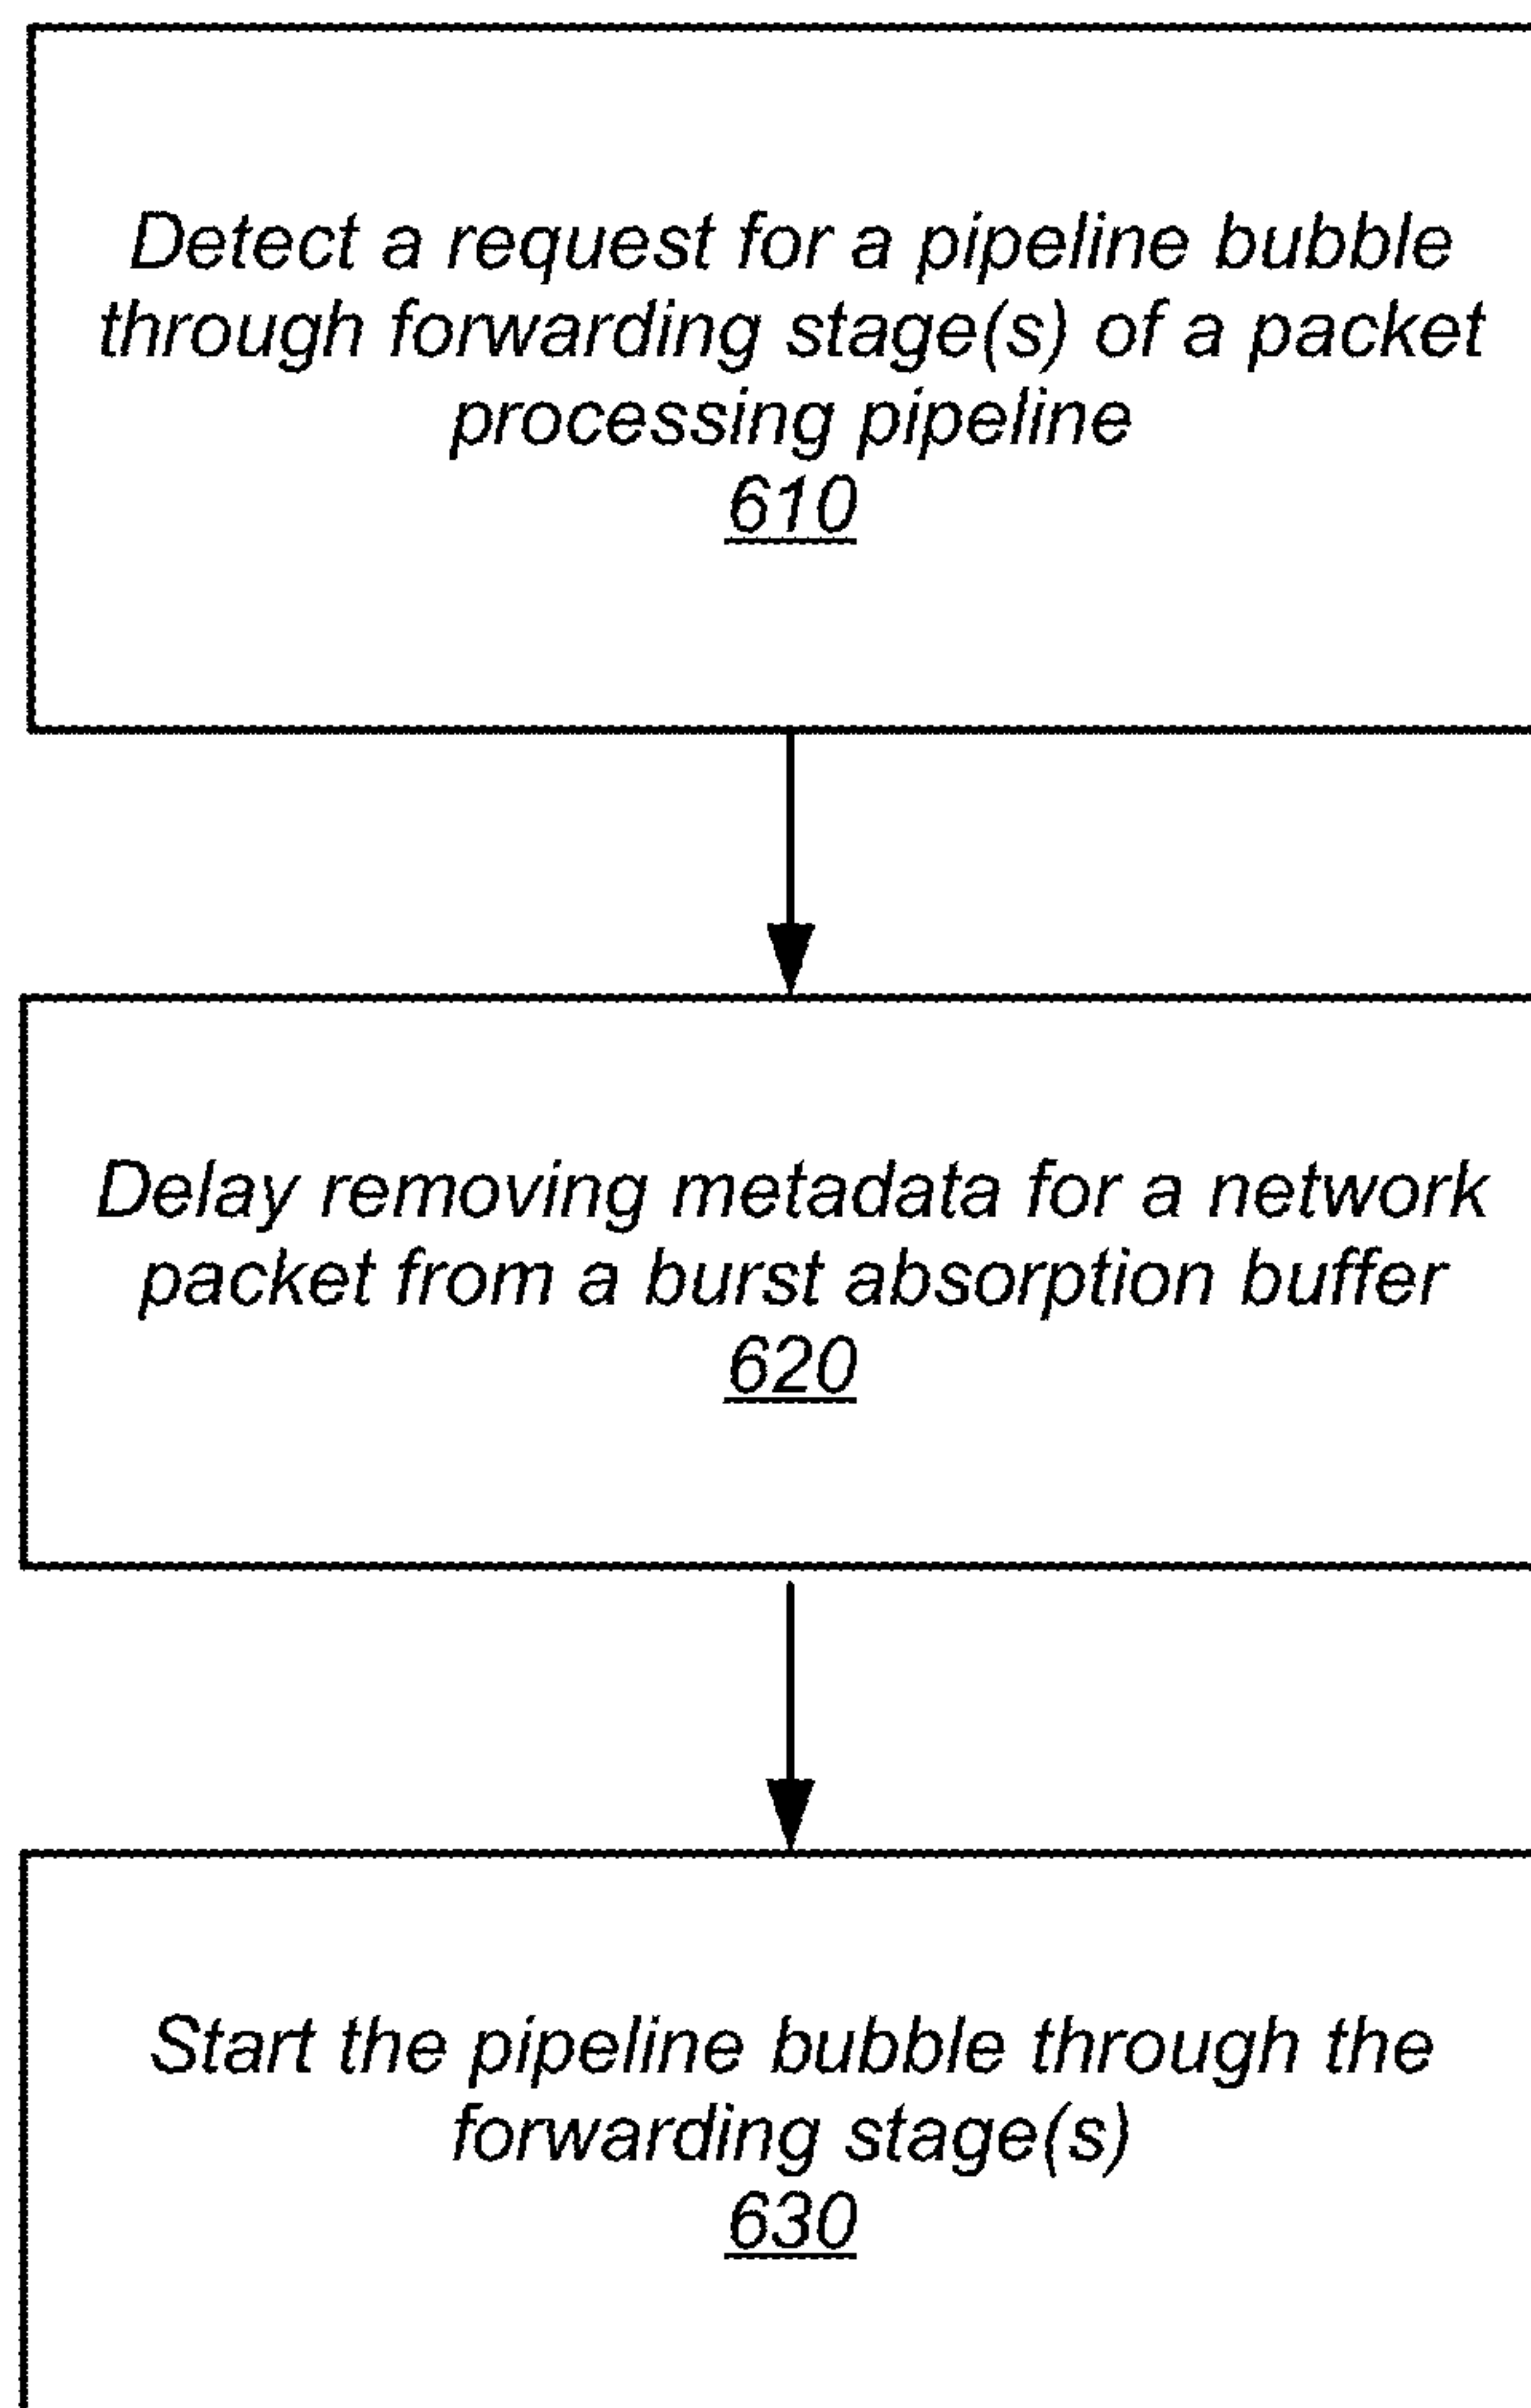 Detect a request for a pipeline bubble
through forwarding stage(s) of a packet
processing pipeline
610
Delay removing metadata for a network
packet from a burst absorption buffer
620
Start the pipeline bubble through the
forwarding stage(s)
630